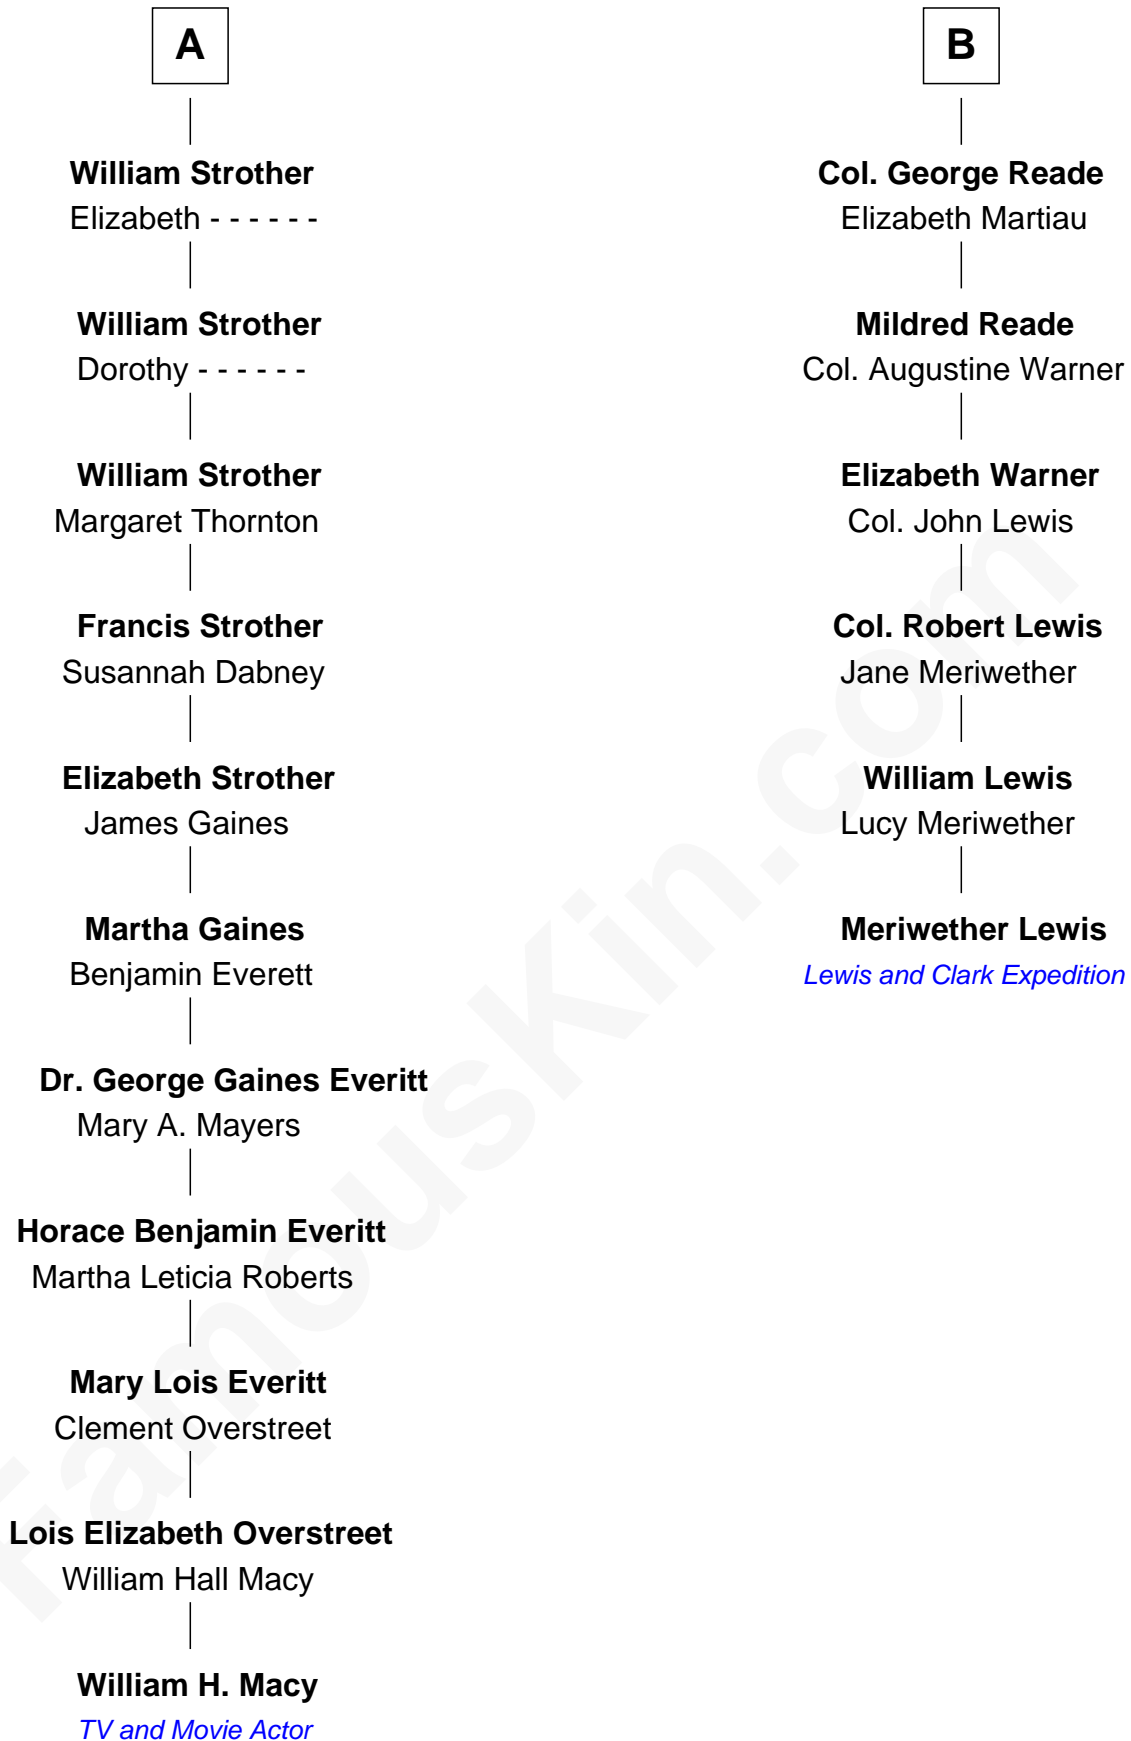 A
William Strother
Elizabeth - - - - - -
William Strother
Dorothy - - - - - -
William Strother
Margaret Thornton
Francis Strother
Susannah Dabney
Elizabeth Strother
James Gaines
Martha Gaines
Benjamin Everett
Dr. George Gaines Everitt
Mary A. Mayers
Horace Benjamin Everitt
Martha Leticia Roberts
Mary Lois Everitt
Clement Overstreet
Lois Elizabeth Overstreet
William Hall Macy
William H. Macy
TV and Movie Actor
B
Col. George Reade
Elizabeth Martiau
Mildred Reade
Col. Augustine Warner
Elizabeth Warner
Col. John Lewis
Col. Robert Lewis
Jane Meriwether
William Lewis
Lucy Meriwether
Meriwether Lewis
Lewis and Clark Expedition
FamousKin.com